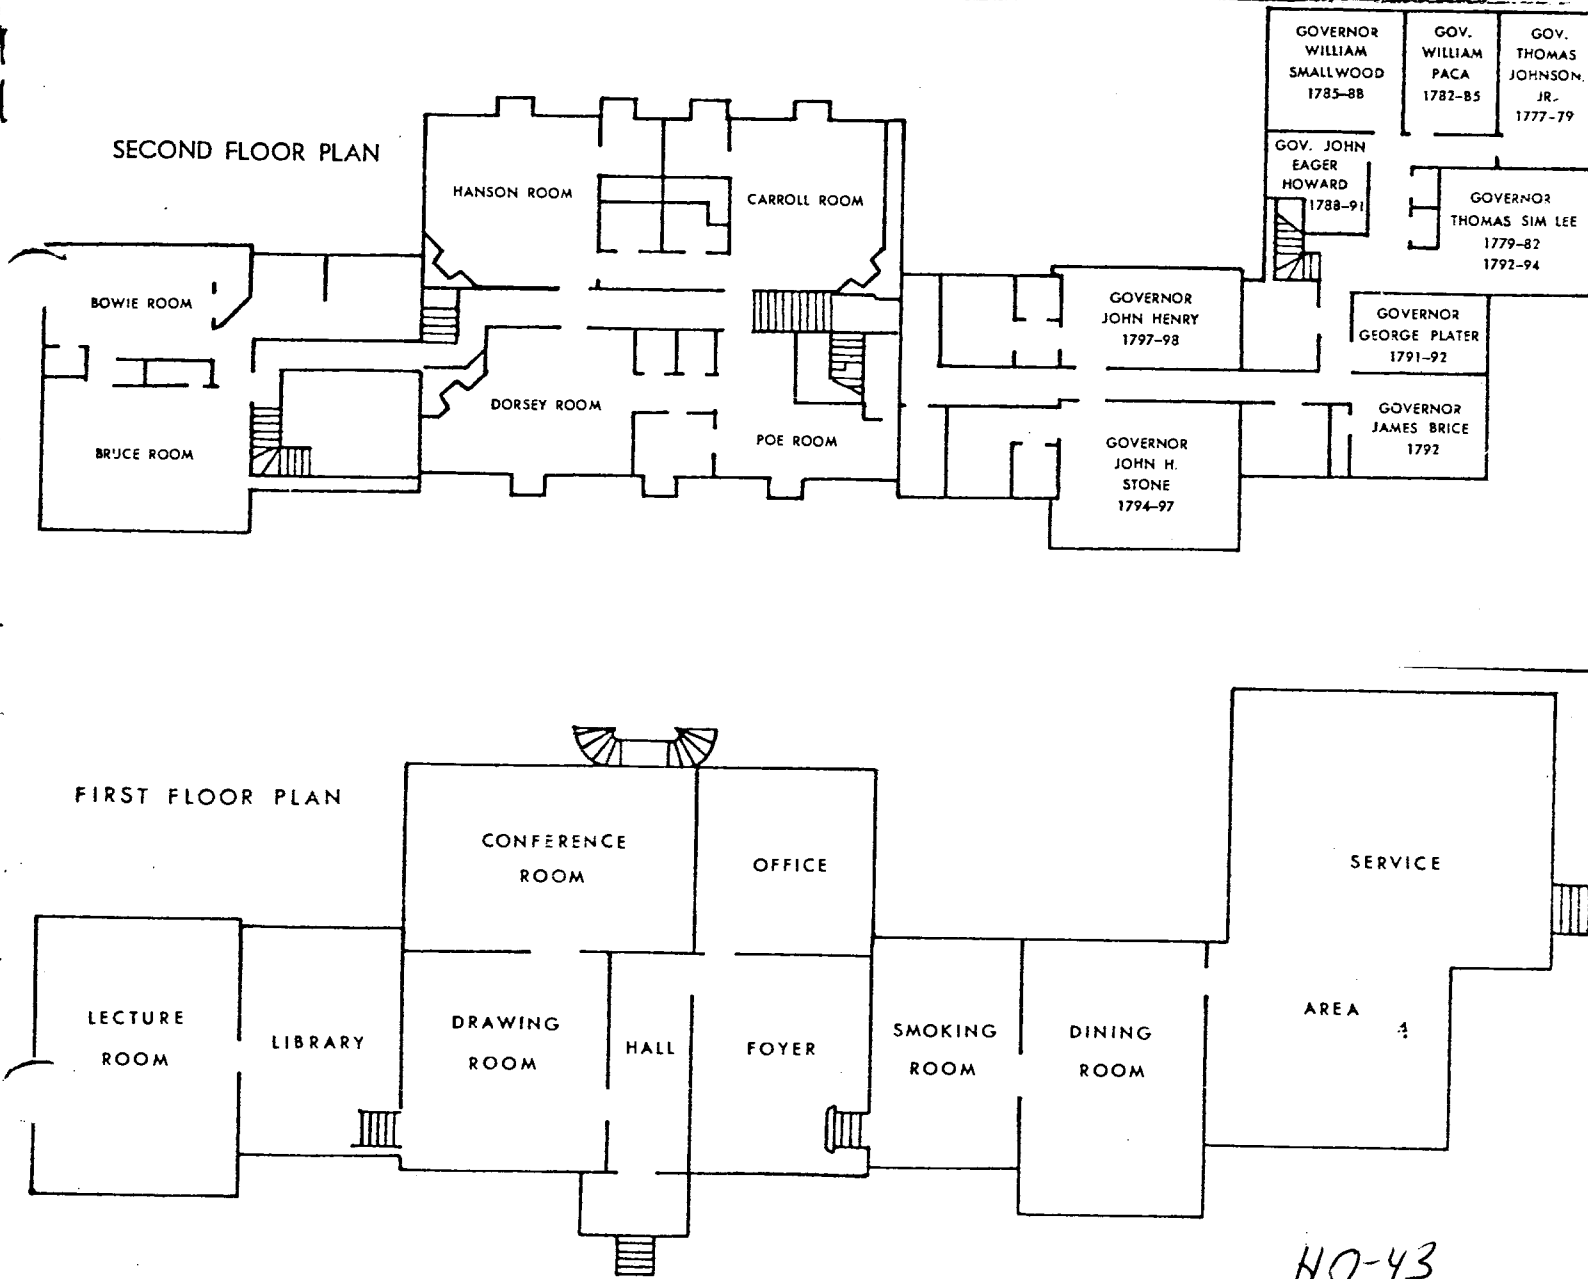 SECOND FLOOR PLAN
GOVERNOR
WILLIAM
SMALLWOOD
1785-88
GOV.
WILLIAM
PACA
1782-85
GOV.
THOMAS
JOHNSON,
JR.
1777-79
GOV. JOHN
EAGER
HOWARD
1788-91
GOVERNOR
THOMAS SIM LEE
1779-82
1792-94
HANSON ROOM
CARROLL ROOM
BOWIE ROOM
GOVERNOR
JOHN HENRY
1797-98
GOVERNOR
GEORGE PLATER
1791-92
DORSEY ROOM
POE ROOM
BRUCE ROOM
GOVERNOR
JOHN H.
STONE
1794-97
GOVERNOR
JAMES BRICE
1792
FIRST FLOOR PLAN
CONFERENCE
ROOM
OFFICE
SERVICE
AREA
LECTURE
ROOM
LIBRARY
DRAWING
ROOM
HALL
FOYER
SMOKING
ROOM
DINING
ROOM
HO-43